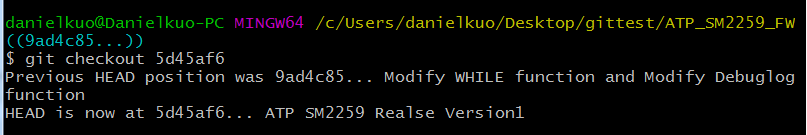 danielkuo@Danielkuo-PC MINGW64 /c/Users/danielkuo/Desktop/gittest/ATP_SM2259_FW
((9ad4c85...))
$ git checkout 5d45af6
Previous HEAD position was 9ad4c85... Modify WHILE function and Modify Debuglog
function
HEAD is now at 5d45af6... ATP SM2259 Realse Version1